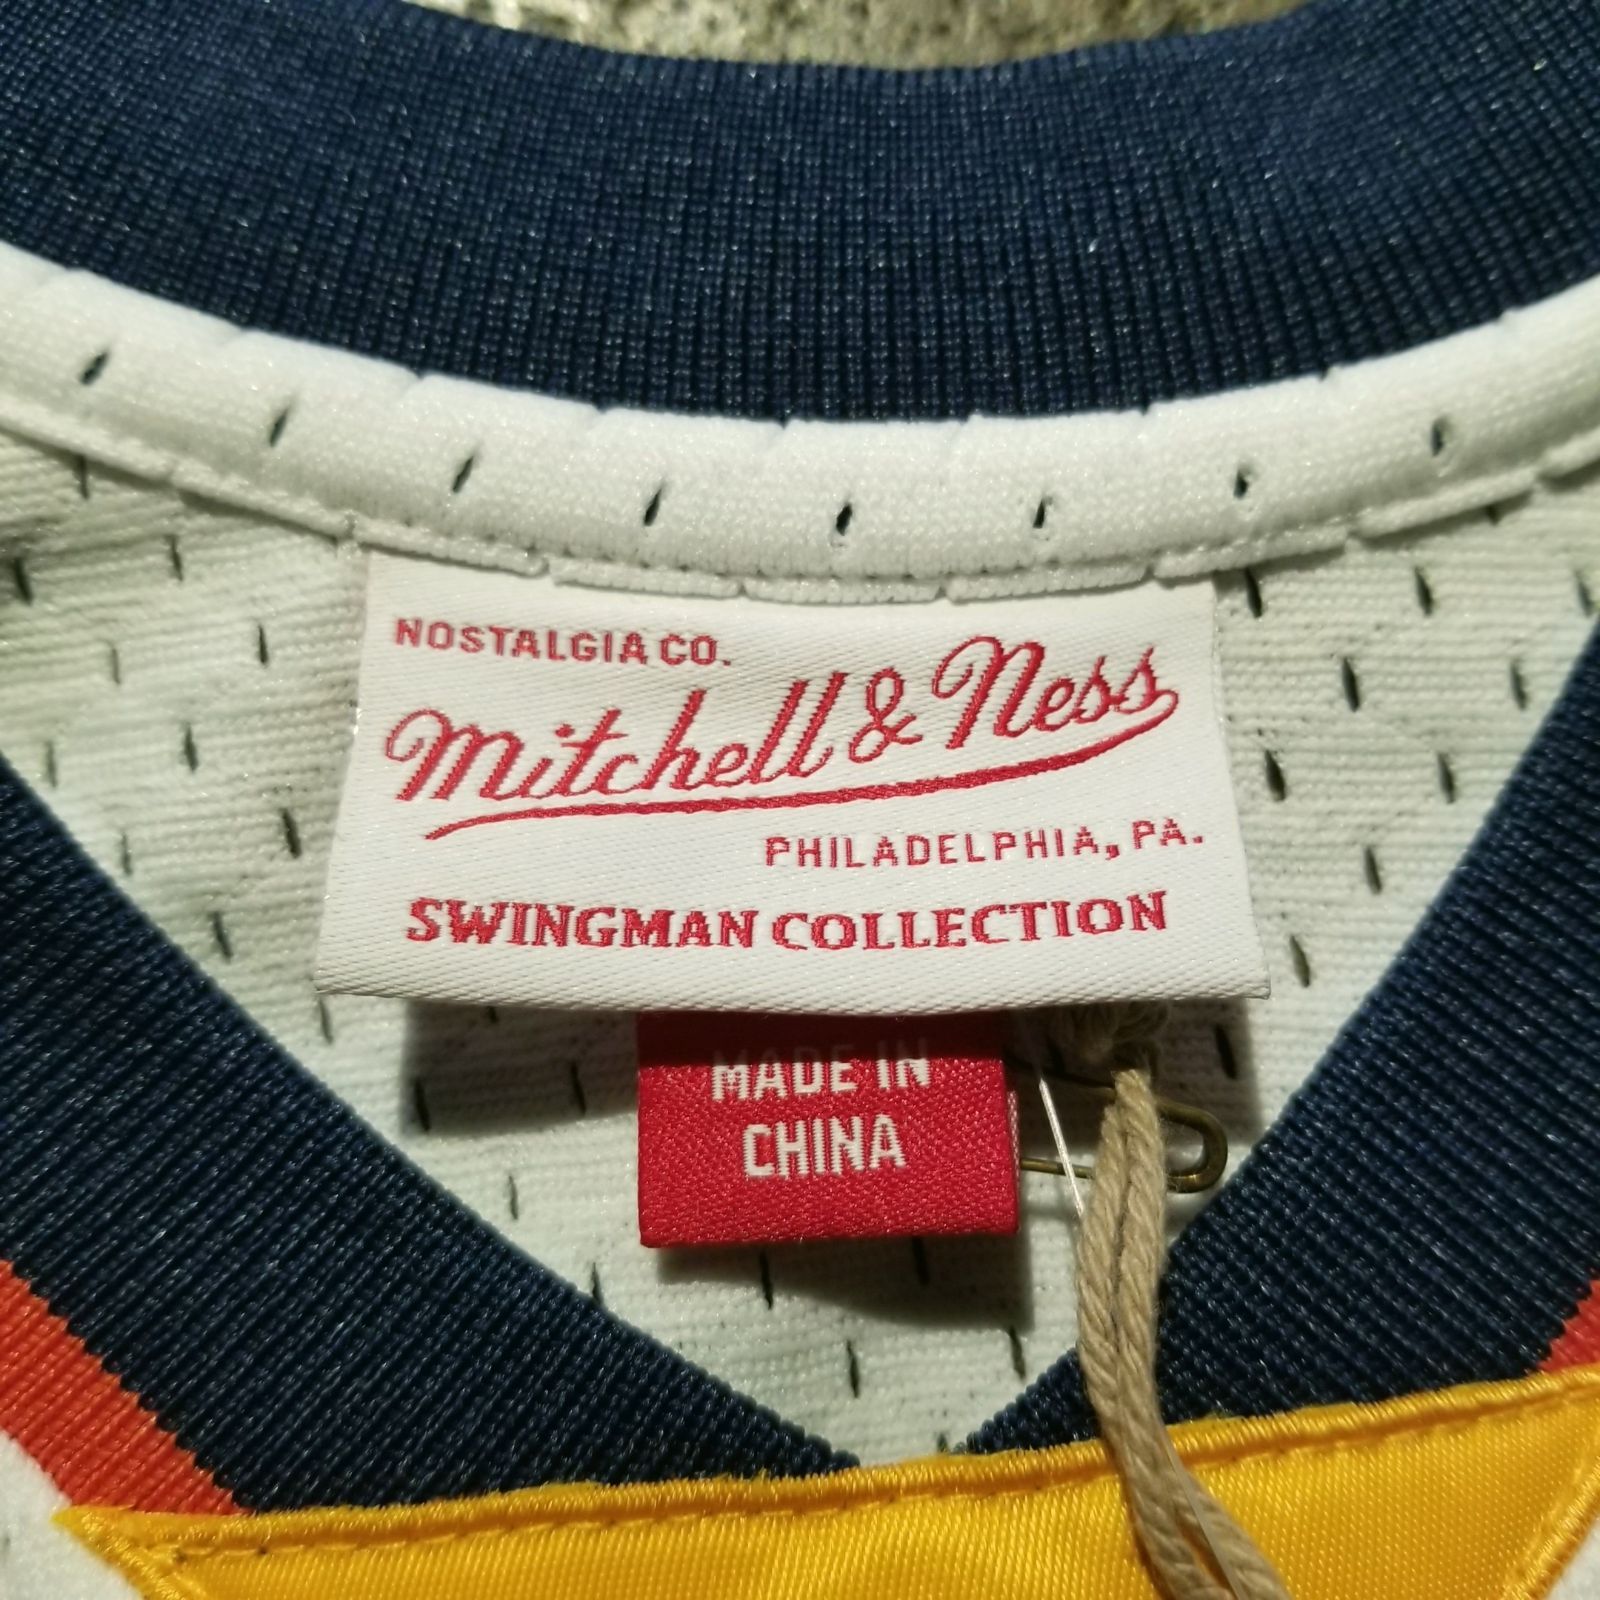 NOSTALGIA CO.
Mitchell & Ness
PHILADELPHIA, PA.
SWINGMAN COLLECTION
MADE IN
CHINA